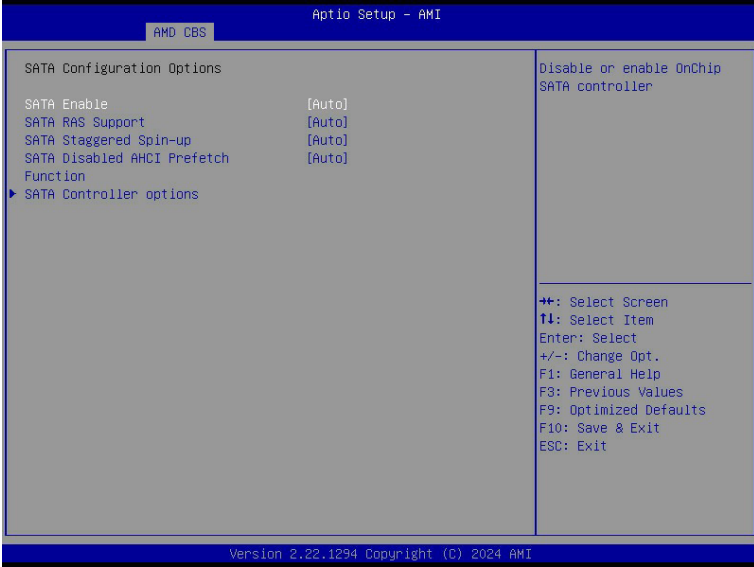 Aptio Setup - AMI
AMD CBS
SATA Configuration Options
SATA Enable [Auto]
SATA RAS Support [Auto]
SATA Staggered Spin-up [Auto]
SATA Disabled AHCI Prefetch [Auto]
Function
SATA Controller options
Disable or enable OnChip
SATA controller
→←: Select Screen
↑↓: Select Item
Enter: Select
+/-: Change Opt.
F1: General Help
F3: Previous Values
F9: Optimized Defaults
F10: Save & Exit
ESC: Exit
Version 2.22.1294 Copyright (C) 2024 AMI